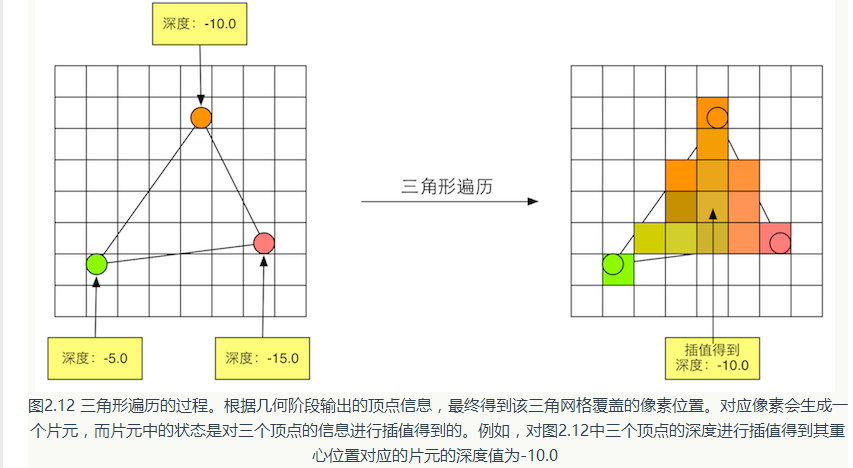 深度：-10.0
三角形遍历
深度：-5.0
深度：-15.0
插值得到
深度：-10.0
图2.12 三角形遍历的过程。根据几何阶段输出的顶点信息，最终得到该三角网格覆盖的像素位置。对应像素会生成一
个片元，而片元中的状态是对三个顶点的信息进行插值得到的。例如，对图2.12中三个顶点的深度进行插值得到其重
心位置对应的片元的深度值为-10.0